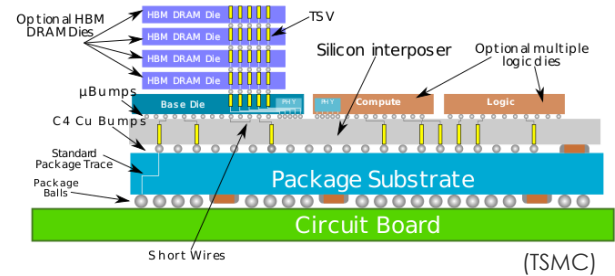 Optional HBM
DRAM Dies
HBM DRAM Die
HBM DRAM Die
HBM DRAM Die
HBM DRAM Die
TSV
Silicon interposer
Optional multiple
logic dies
μBumps
Base Die
PHY
PHY
Compute
Logic
C4 Cu Bumps
Standard
Package Trace
Package Substrate
Package
Balls
Circuit Board
Short Wires
(TSMC)